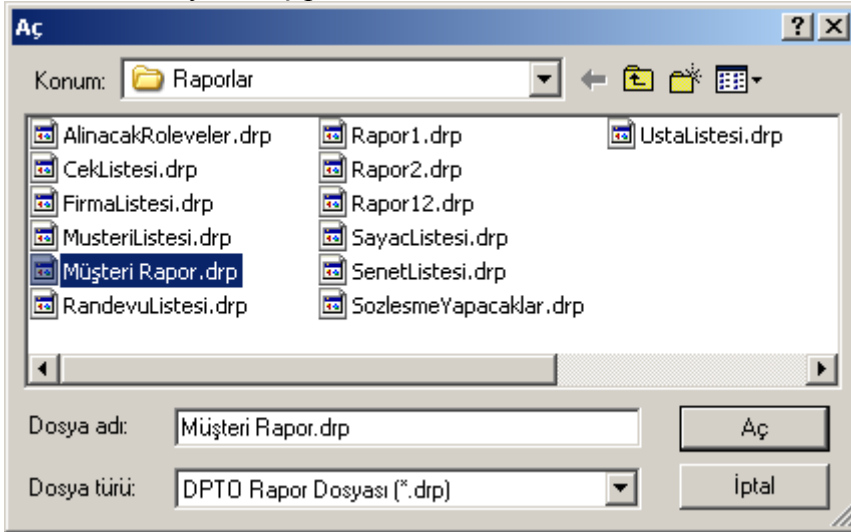 Aç
Konum: Raporlar
AlinacakRoleveler.drp
CekListesi.drp
FirmaListesi.drp
MusteriListesi.drp
Müşteri Rapor.drp
RandevuListesi.drp
Rapor1.drp
Rapor2.drp
Rapor12.drp
SayacListesi.drp
SenetListesi.drp
SozlesmeYapacaklar.drp
UstaListesi.drp
Dosya adı: Müşteri Rapor.drp Aç
Dosya türü: DPTO Rapor Dosyası (*.drp) İptal